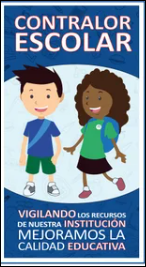 CONTRALOR
ESCOLAR
VIGILANDO LOS RECURSOS
DE NUESTRA INSTITUCIÓN
MEJORAMOS LA
CALIDAD EDUCATIVA